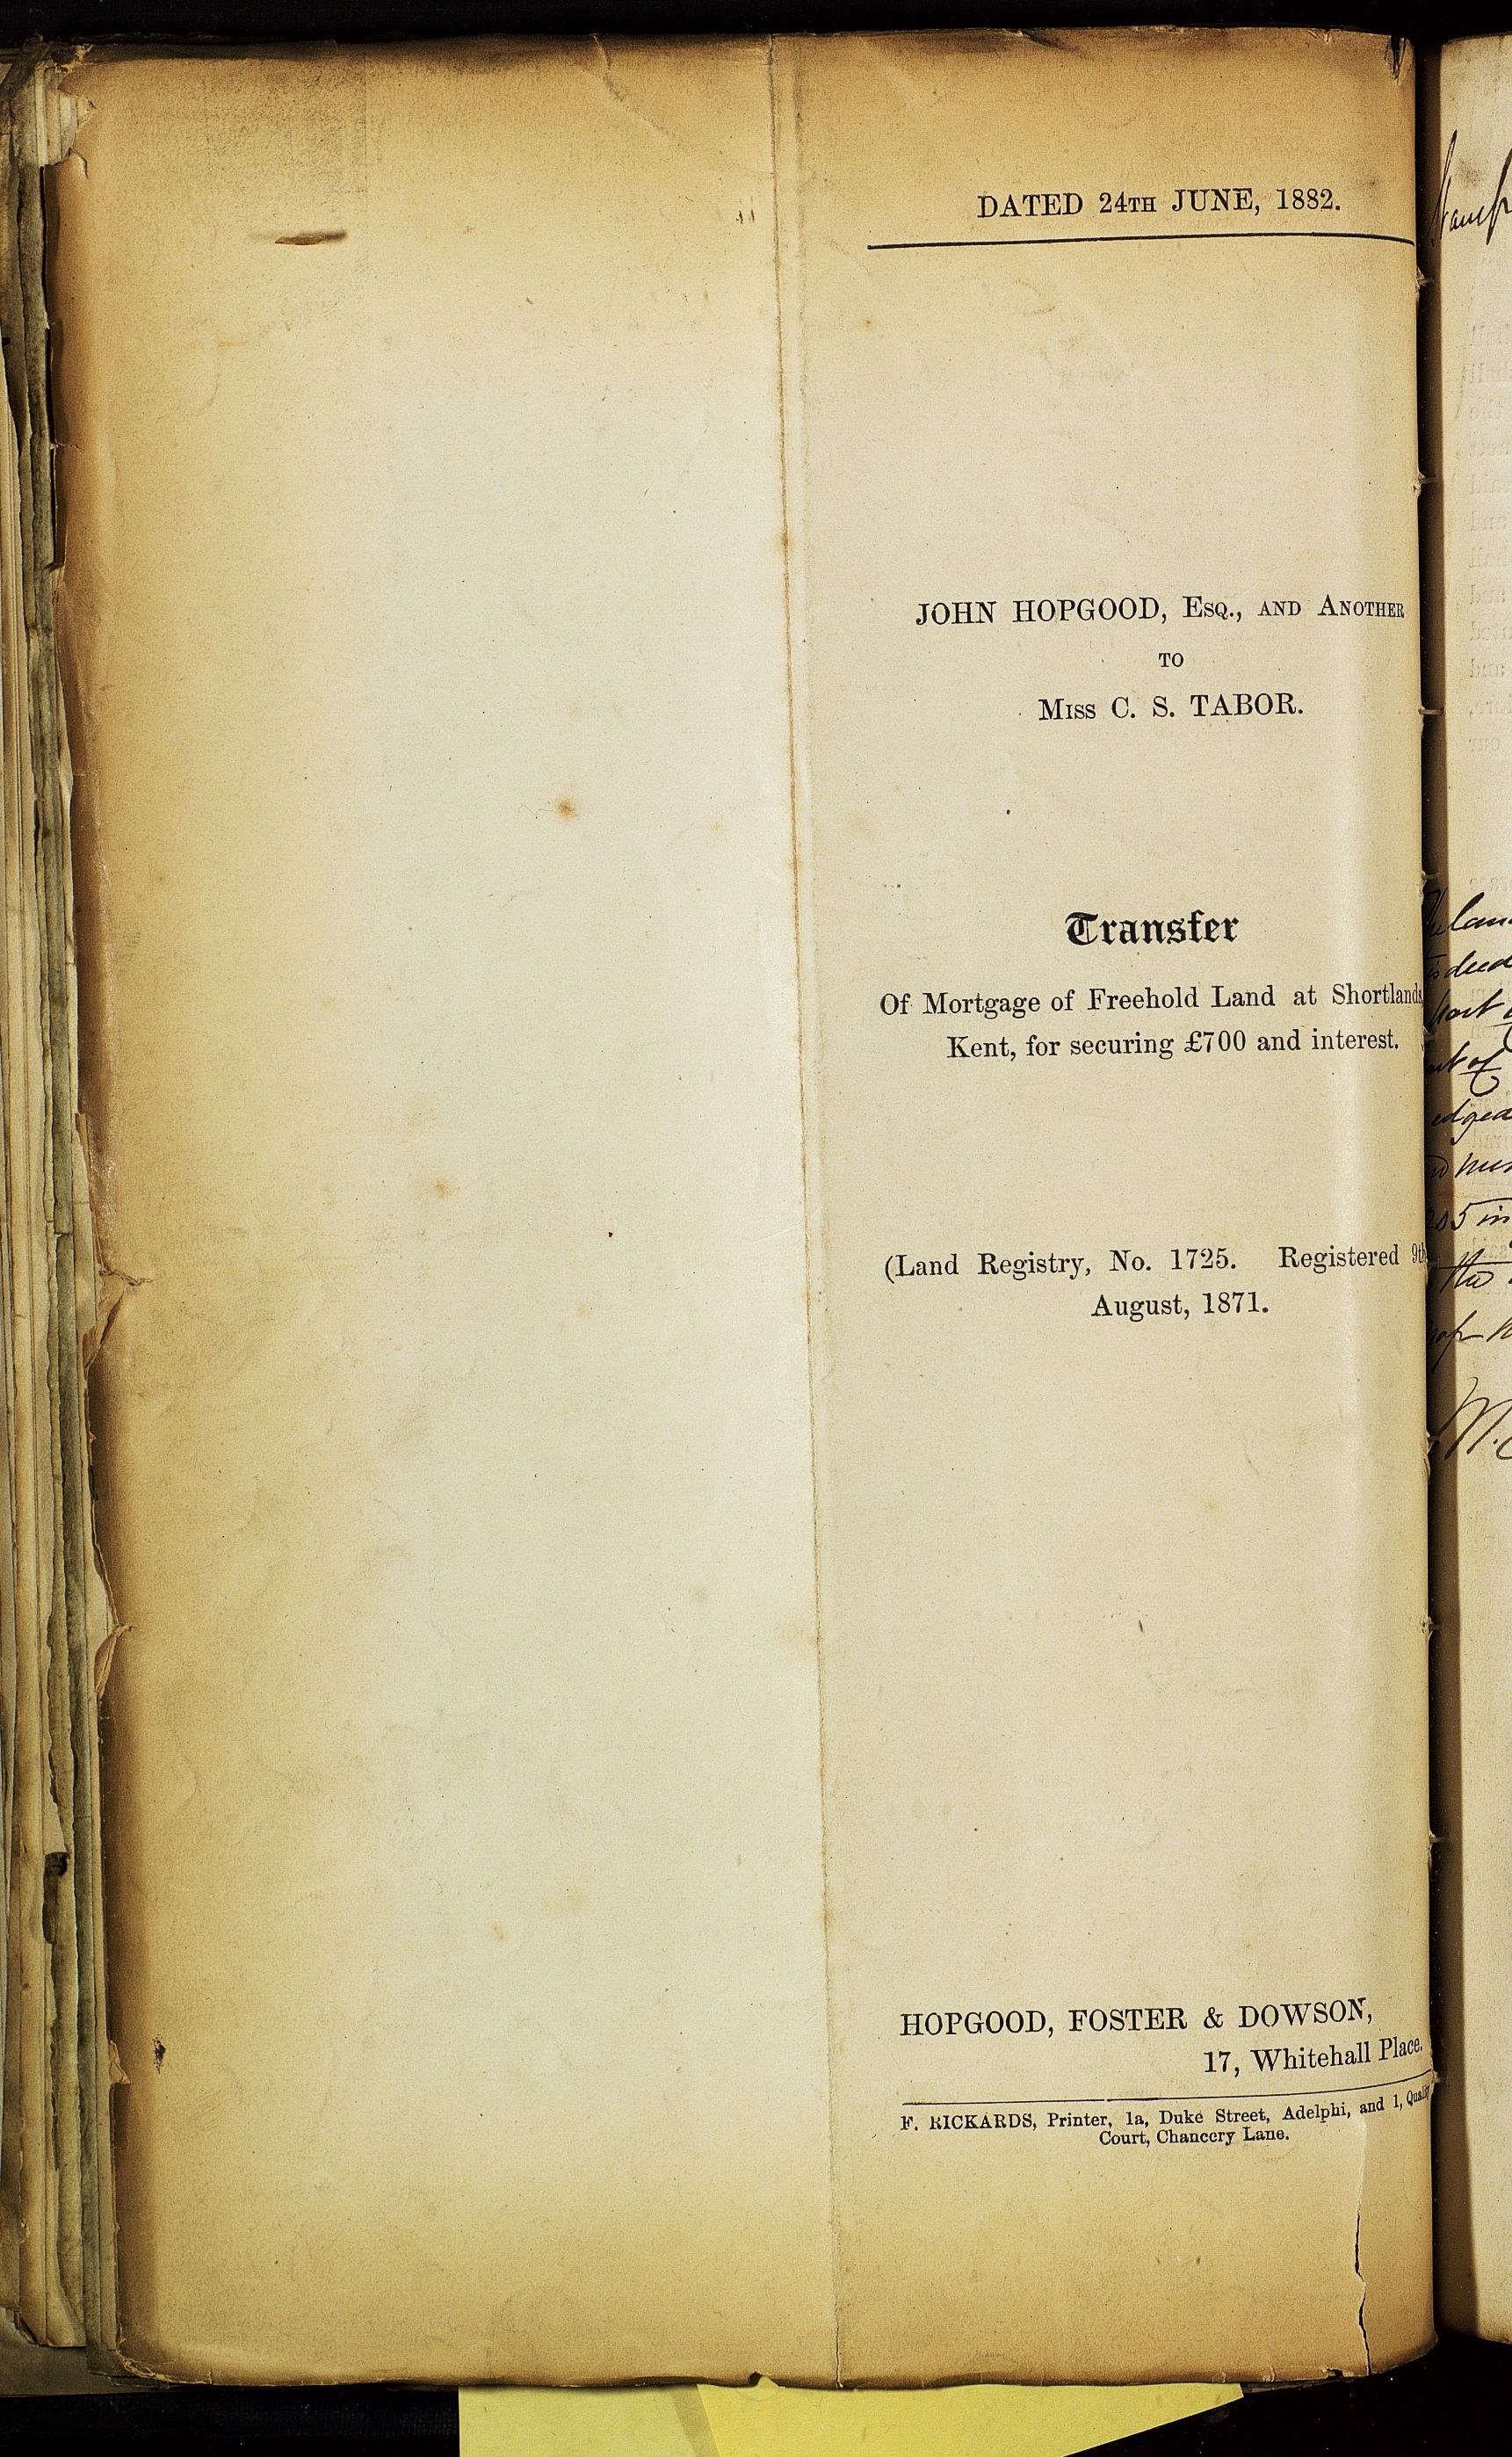 DATED 24TH JUNE, 1882.
JOHN HOPGOOD, ESQ., AND ANOTHER
TO
MISS C. S. TABOR.
Transfer
Of Mortgage of Freehold Land at Shortlands
Kent, for securing £700 and interest.
(Land Registry, No. 1725. Registered 9th
August, 1871.
HOPGOOD, FOSTER & DOWSON,
17, Whitehall Place.
F. RICKARDS, Printer, 1a, Duke Street, Adelphi, and 1, Quality
Court, Chancery Lane.